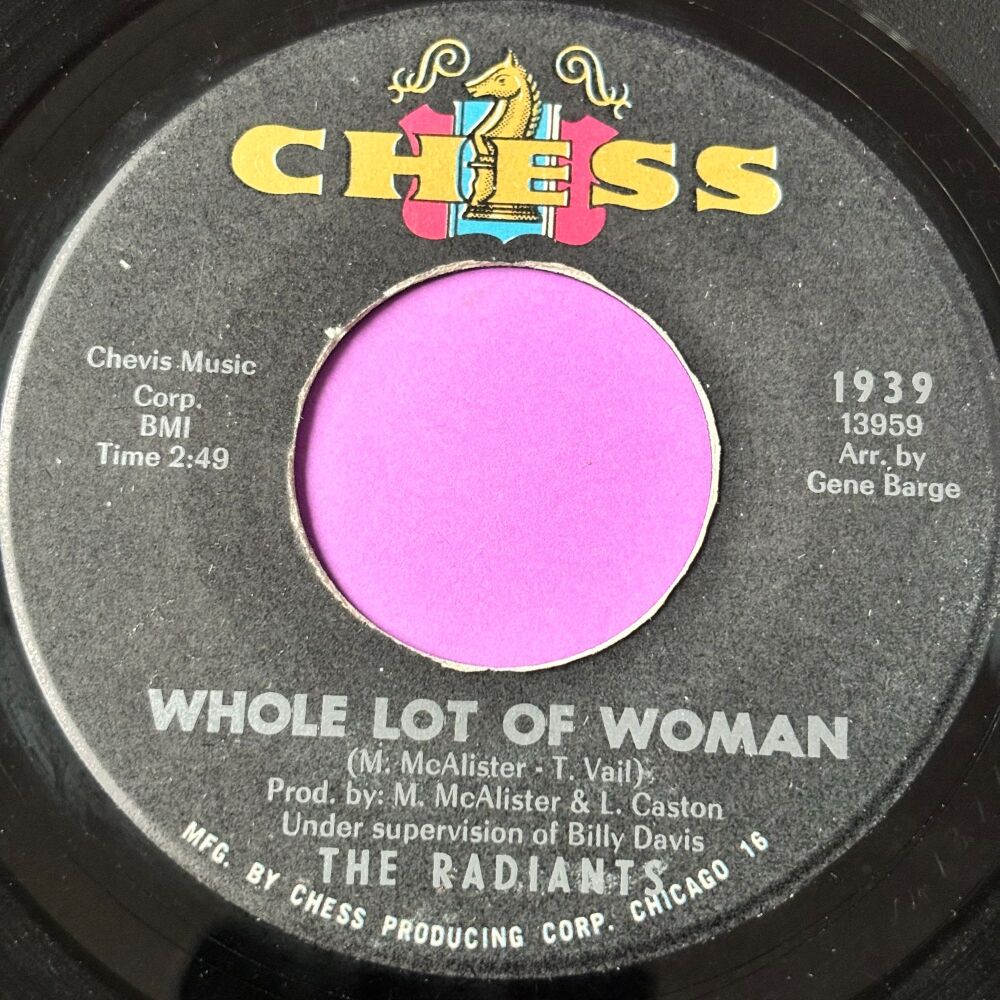 CHESS
Chevis Music
Corp.
BMI
Time 2:49
1939
13959
Arr. by
Gene Barge
WHOLE LOT OF WOMAN
(M. McAlister - T. Vail)
Prod. by: M. McAlister & L. Caston
Under supervision of Billy Davis
THE RADIANTS
MFG. BY CHESS PRODUCING CORP. CHICAGO 16